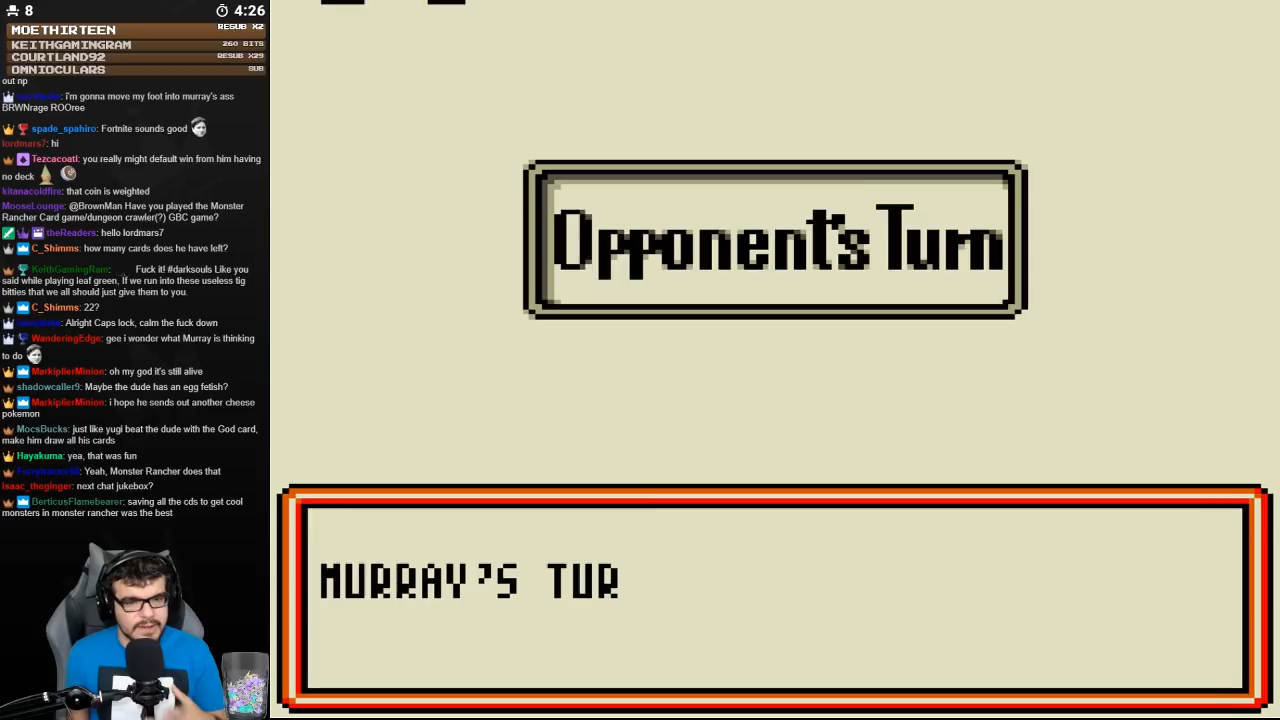 8
4:26
MOETHIRTEEN RESUB X2
KEITHGAMINGRAM 260 BITS
COURTLAND92 RESUB X29
OMNIOCULARS SUB
out np
i'm gonna move my foot into murray's ass
BRWNrage ROOree
spade_spahiro: Fortnite sounds good
lordmars7: hi
Tezcacoatl: you really might default win from him having
no deck
kitanacoldfire: that coin is weighted
MooseLounge: @BrownMan Have you played the Monster
Rancher Card game/dungeon crawler(?) GBC game?
theReaders: hello lordmars7
C_Shimms: how many cards does he have left?
KeithGamingRam: Fuck it! #darksouls Like you
said while playing leaf green, If we run into these useless tig
bitties that we all should just give them to you.
C_Shimms: 22?
Alright Caps lock, calm the fuck down
WanderingEdge: gee i wonder what Murray is thinking
to do
MarkiplierMinion: oh my god it's still alive
shadowcaller9: Maybe the dude has an egg fetish?
MarkiplierMinion: i hope he sends out another cheese
pokemon
MocsBucks: just like yugi beat the dude with the God card,
make him draw all his cards
Hayakuma: yea, that was fun
Yeah, Monster Rancher does that
Isaac_theginger: next chat jukebox?
BerticusFlamebearer: saving all the cds to get cool
monsters in monster rancher was the best
Opponent's Turn
MURRAY'S TUR